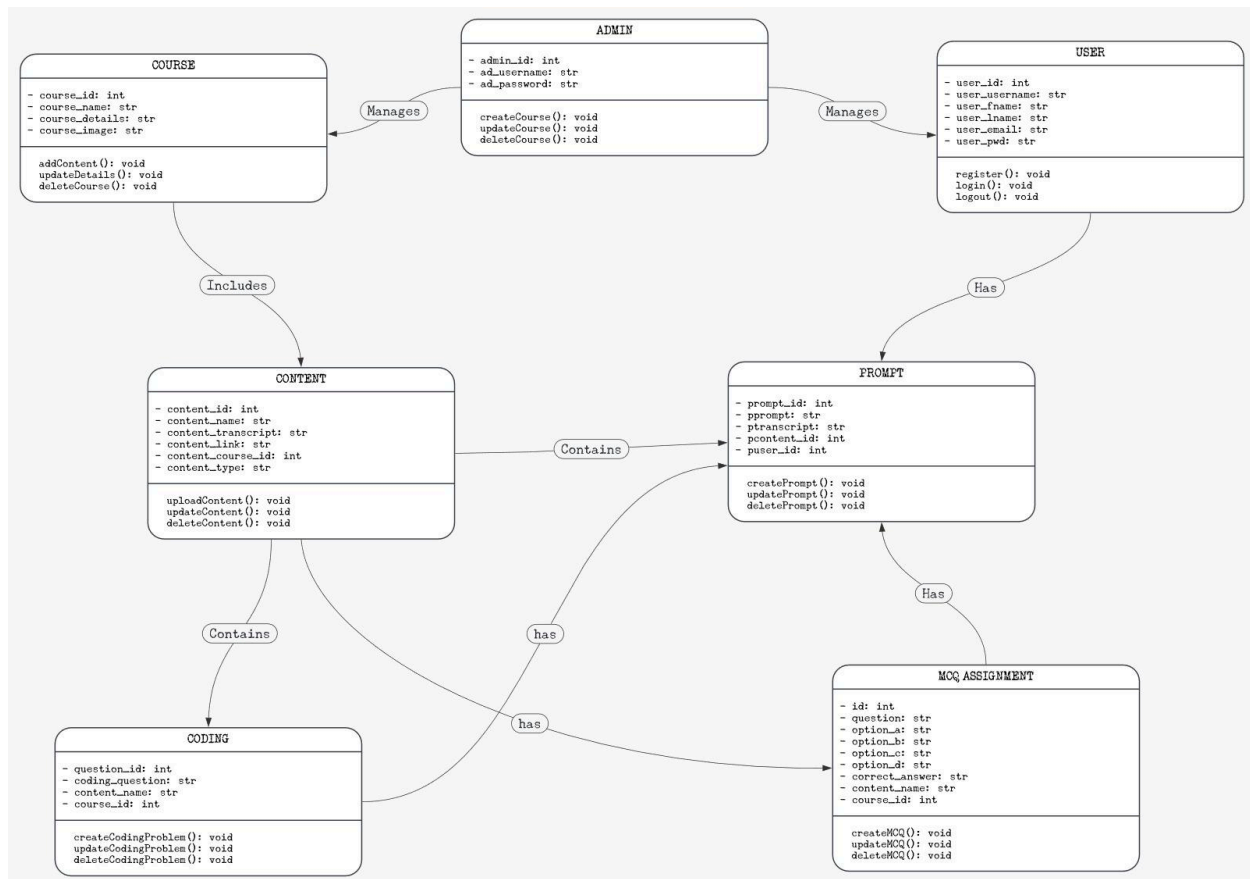 ADMIN
- admin_id: int
- ad_username: str
- ad_password: str
createCourse(): void
updateCourse(): void
deleteCourse(): void
COURSE
- course_id: int
- course_name: str
- course_details: str
- course_image: str
addContent(): void
updateDetails(): void
deleteCourse(): void
Manages
Manages
USER
- user_id: int
- user_username: str
- user_fname: str
- user_lname: str
- user_email: str
- user_pwd: str
register(): void
login(): void
logout(): void
Includes
Has
CONTENT
- content_id: int
- content_name: str
- content_transcript: str
- content_link: str
- content_course_id: int
- content_type: str
uploadContent(): void
updateContent(): void
deleteContent(): void
Contains
PROMPT
- prompt_id: int
- pprompt: str
- ptranscript: str
- pcontent_id: int
- puser_id: int
createPrompt(): void
updatePrompt(): void
deletePrompt(): void
Contains
has
Has
has
CODING
- question_id: int
- coding_question: str
- content_name: str
- course_id: int
createCodingProblem(): void
updateCodingProblem(): void
deleteCodingProblem(): void
MCQ ASSIGNMENT
- id: int
- question: str
- option_a: str
- option_b: str
- option_c: str
- option_d: str
- correct_answer: str
- content_name: str
- course_id: int
createMCQ(): void
updateMCQ(): void
deleteMCQ(): void